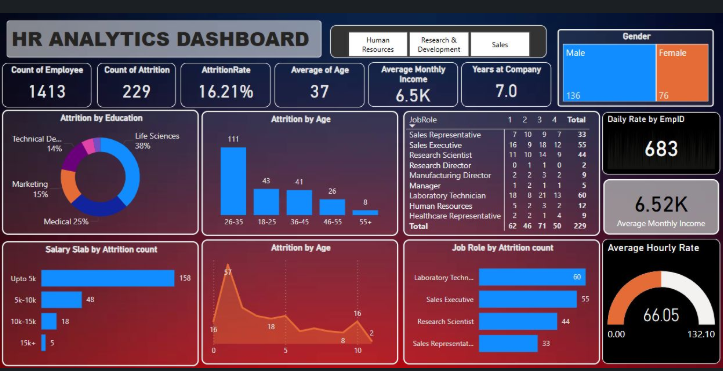 HR ANALYTICS DASHBOARD
Human Resources
Research & Development
Sales
Gender
Male
Female
136
76
Count of Employee
1413
Count of Attrition
229
AttritionRate
16.21%
Average of Age
37
Average Monthly Income
6.5K
Years at Company
7.0
Attrition by Education
Technical De...
14%
Life Sciences
38%
Marketing
15%
Medical 25%
Attrition by Age
111
43
41
26
8
26-35 18-25 36-45 46-55 55+
JobRole 1 2 3 4 Total
Sales Representative 7 10 9 7 33
Sales Executive 16 9 18 12 55
Research Scientist 11 10 14 9 44
Research Director 0 1 1 0 2
Manufacturing Director 2 2 3 2 9
Manager 1 2 1 1 5
Laboratory Technician 18 8 21 13 60
Human Resources 5 2 3 2 12
Healthcare Representative 2 2 1 4 9
Total 62 46 71 50 229
Daily Rate by EmpID
683
6.52K
Average Monthly Income
Salary Slab by Attrition count
Upto 5k 158
5k-10k 48
10k-15k 18
15k+ 5
Attrition by Age
57
16
18
16
8
2
0 5 10
Job Role by Attrition count
Laboratory Techn... 60
Sales Executive 55
Research Scientist 44
Sales Representat... 33
Average Hourly Rate
66.05
0.00 132.10